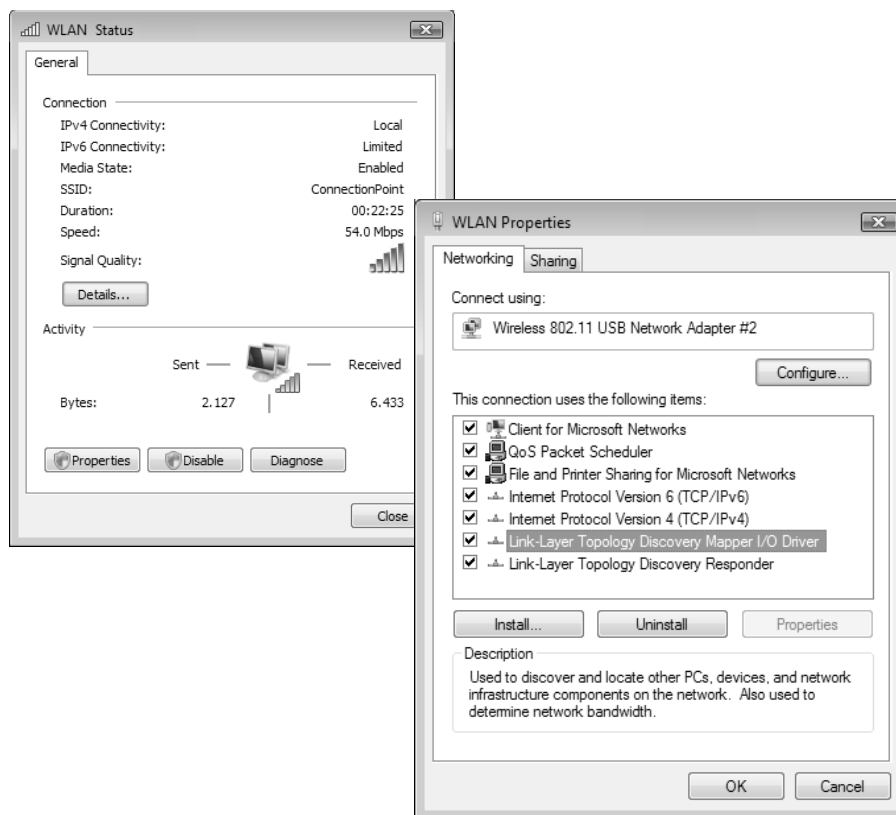 WLAN Status
General
Connection
IPv4 Connectivity: Local
IPv6 Connectivity: Limited
Media State: Enabled
SSID: ConnectionPoint
Duration: 00:22:25
Speed: 54.0 Mbps
Signal Quality:
Details...
Activity
Sent Received
Bytes: 2.127 6.433
Properties Disable Diagnose
Close
WLAN Properties
Networking Sharing
Connect using:
Wireless 802.11 USB Network Adapter #2
Configure...
This connection uses the following items:
Client for Microsoft Networks
QoS Packet Scheduler
File and Printer Sharing for Microsoft Networks
Internet Protocol Version 6 (TCP/IPv6)
Internet Protocol Version 4 (TCP/IPv4)
Link-Layer Topology Discovery Mapper I/O Driver
Link-Layer Topology Discovery Responder
Install... Uninstall Properties
Description
Used to discover and locate other PCs, devices, and network
infrastructure components on the network. Also used to
determine network bandwidth.
OK Cancel